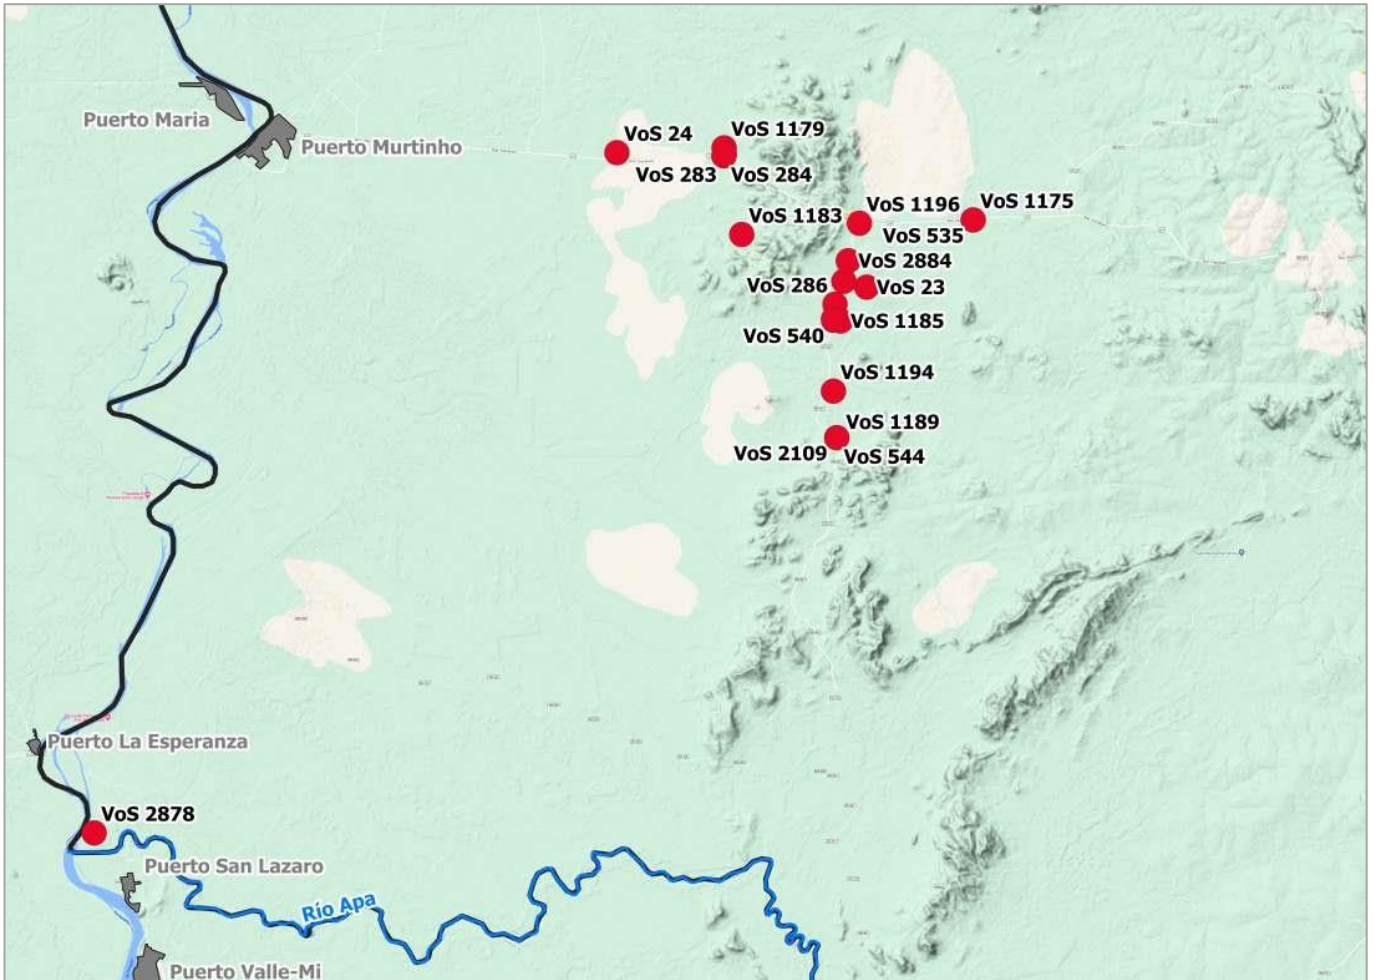 Puerto Maria
Puerto Murtinho
VoS 24
VoS 1179
VoS 283
VoS 284
VoS 1183
VoS 1196
VoS 1175
VoS 535
VoS 2884
VoS 286
VoS 23
VoS 1185
VoS 540
VoS 1194
VoS 1189
VoS 2109
VoS 544
Puerto La Esperanza
VoS 2878
Puerto San Lazaro
Río Apa
Puerto Valle-Mi